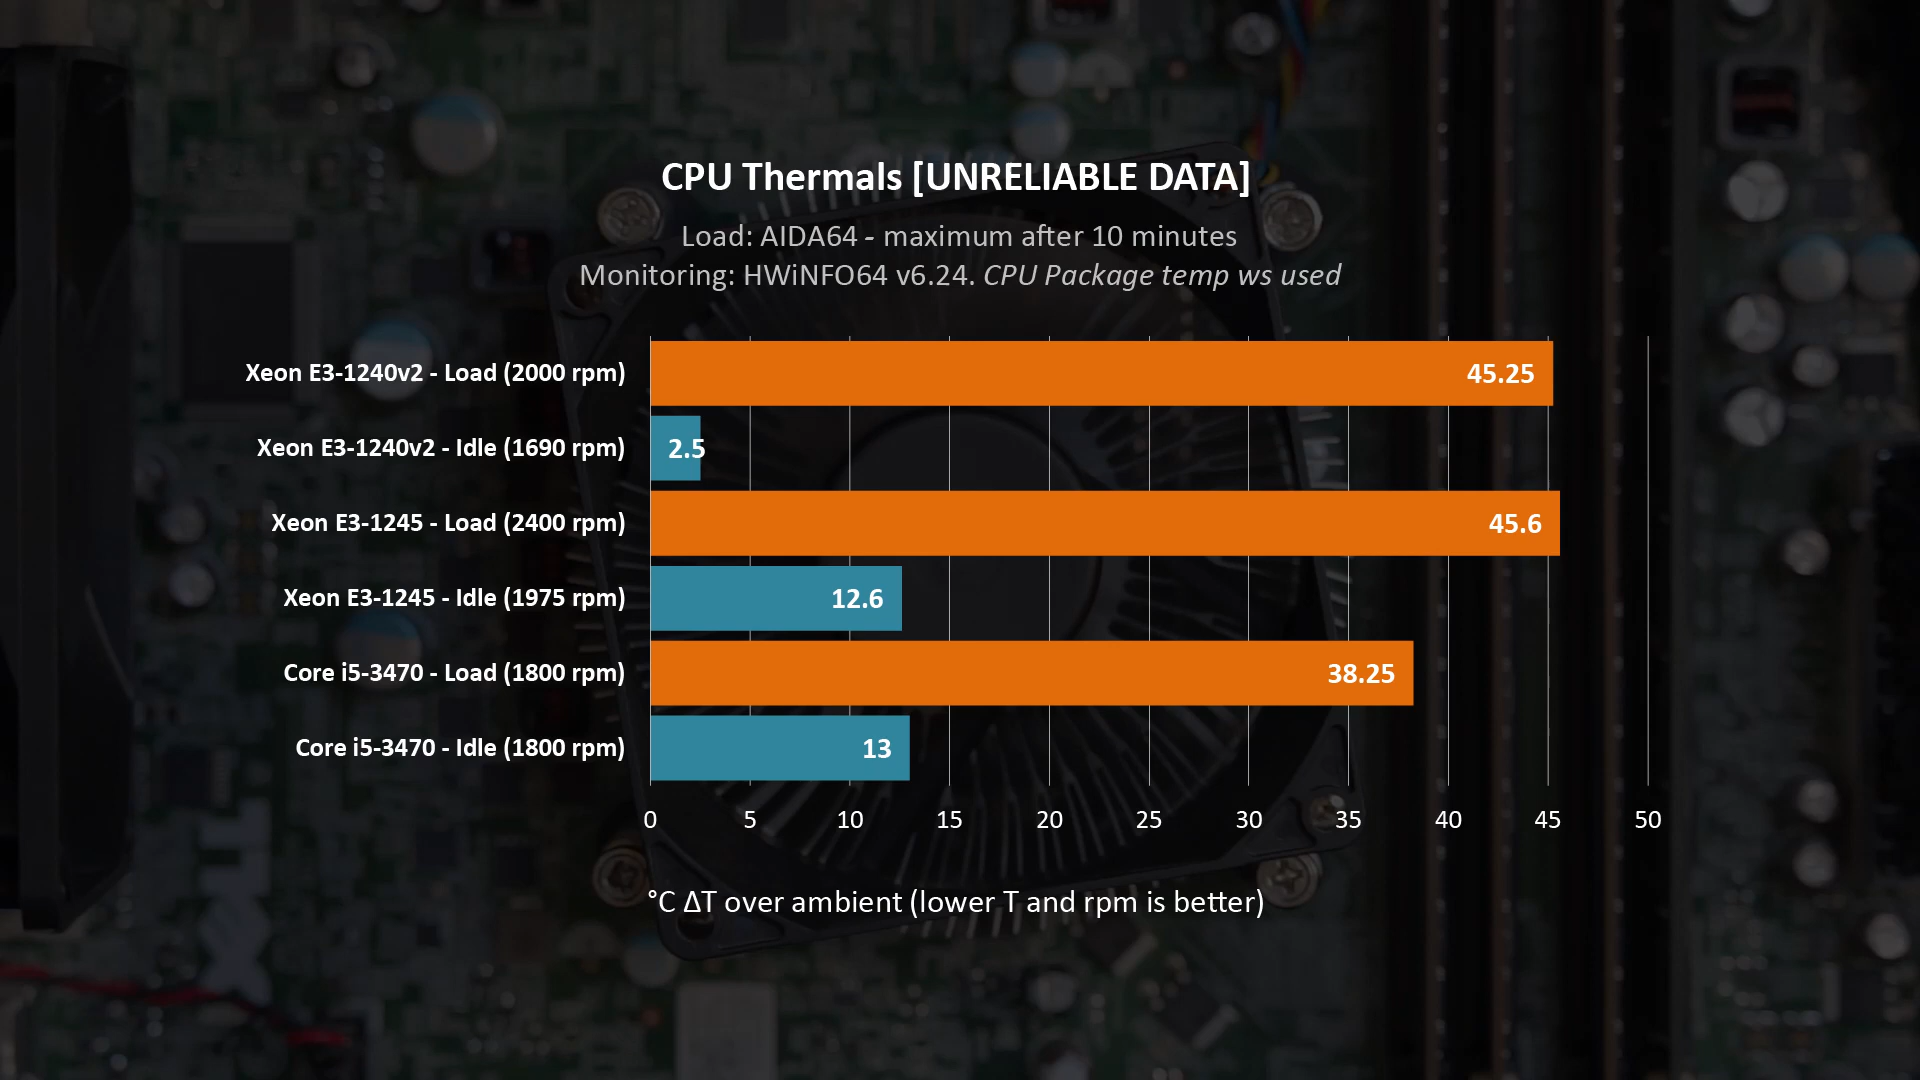 CPU Thermals [UNRELIABLE DATA]
Load: AIDA64 - maximum after 10 minutes
Monitoring: HWiNFO64 v6.24. CPU Package temp ws used
Xeon E3-1240v2 - Load (2000 rpm)
45.25
Xeon E3-1240v2 - Idle (1690 rpm)
2.5
Xeon E3-1245 - Load (2400 rpm)
45.6
Xeon E3-1245 - Idle (1975 rpm)
12.6
Core i5-3470 - Load (1800 rpm)
38.25
Core i5-3470 - Idle (1800 rpm)
13
0 5 10 15 20 25 30 35 40 45 50
°C ΔT over ambient (lower T and rpm is better)